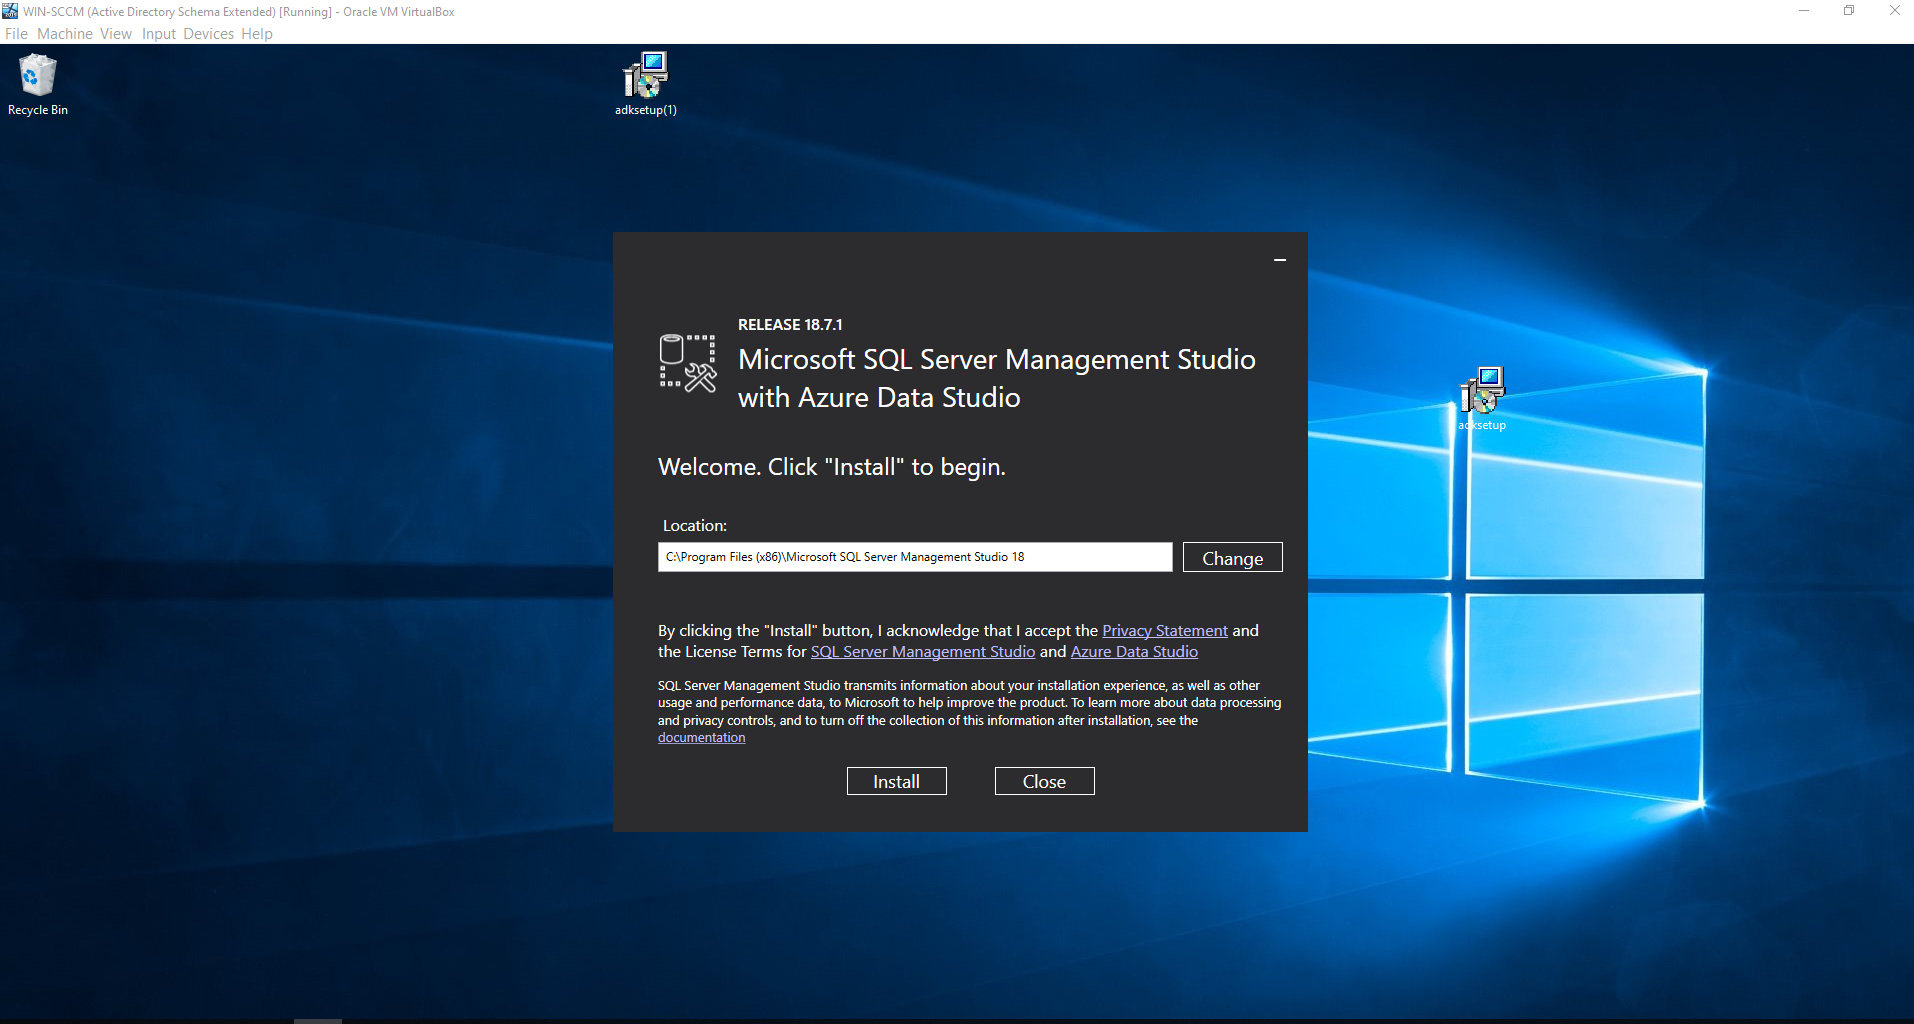 WIN-SCCM (Active Directory Schema Extended) [Running] - Oracle VM VirtualBox
File Machine View Input Devices Help
Recycle Bin
adksetup(1)
RELEASE 18.7.1
Microsoft SQL Server Management Studio
with Azure Data Studio
adksetup
Welcome. Click "Install" to begin.
Location:
C:\Program Files (x86)\Microsoft SQL Server Management Studio 18
Change
By clicking the "Install" button, I acknowledge that I accept the Privacy Statement and
the License Terms for SQL Server Management Studio and Azure Data Studio
SQL Server Management Studio transmits information about your installation experience, as well as other
usage and performance data, to Microsoft to help improve the product. To learn more about data processing
and privacy controls, and to turn off the collection of this information after installation, see the
documentation
Install Close